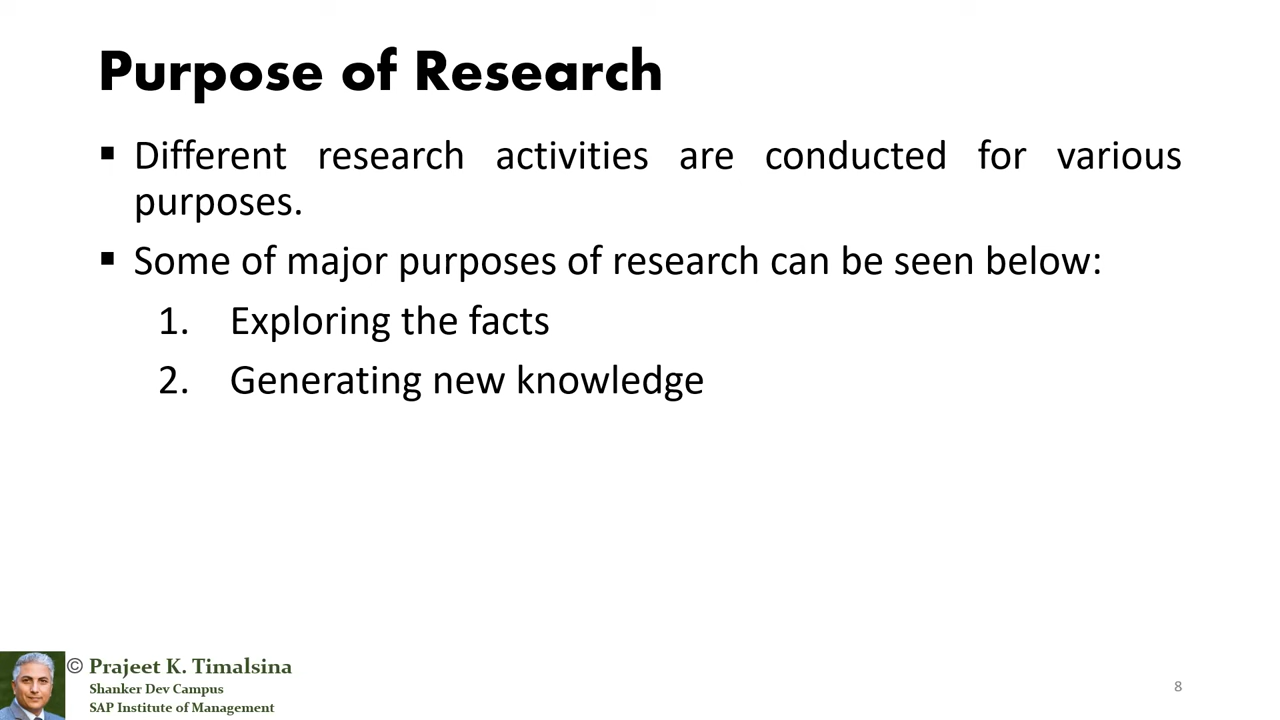 Purpose of Research
▪ Different research activities are conducted for various
purposes.
▪ Some of major purposes of research can be seen below:
1. Exploring the facts
2. Generating new knowledge
© Prajeet K. Timalsina
Shanker Dev Campus
SAP Institute of Management
8